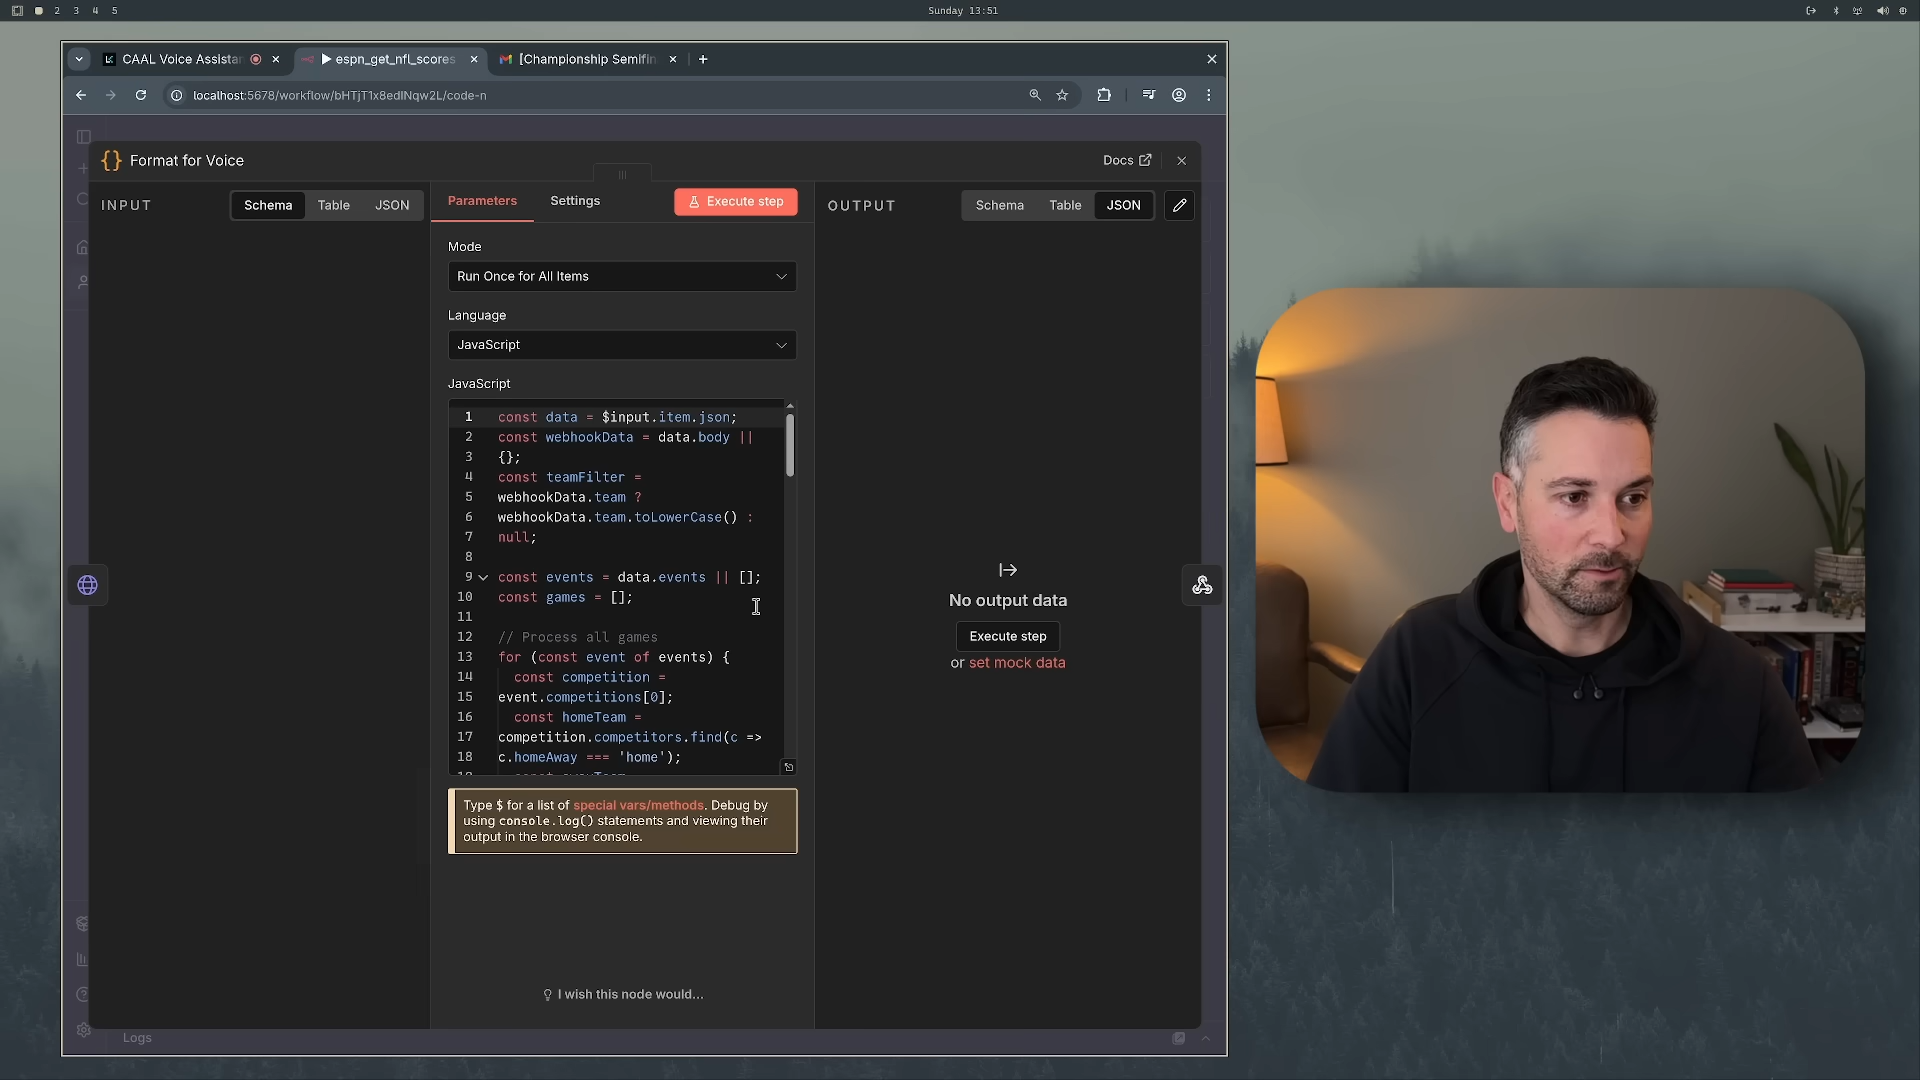 2 3 4 5
Sunday 13:51
CAAL Voice Assistar
espn_get_nfl_scores
[Championship Semifin
localhost:5678/workflow/bHTjT1x8edINqw2L/code-n
Format for Voice
Docs
INPUT
Schema
Table
JSON
Parameters
Settings
Execute step
OUTPUT
Schema
Table
JSON
Mode
Run Once for All Items
Language
JavaScript
JavaScript
1 const data = $input.item.json;
2 const webhookData = data.body ||
3 {};
4 const teamFilter =
5 webhookData.team ?
6 webhookData.team.toLowerCase() :
7 null;
8
9 const events = data.events || [];
10 const games = [];
11
12 // Process all games
13 for (const event of events) {
14 const competition =
15 event.competitions[0];
16 const homeTeam =
17 competition.competitors.find(c =>
18 c.homeAway === 'home');
Type $ for a list of special vars/methods. Debug by
using console.log() statements and viewing their
output in the browser console.
No output data
Execute step
or set mock data
I wish this node would...
Logs